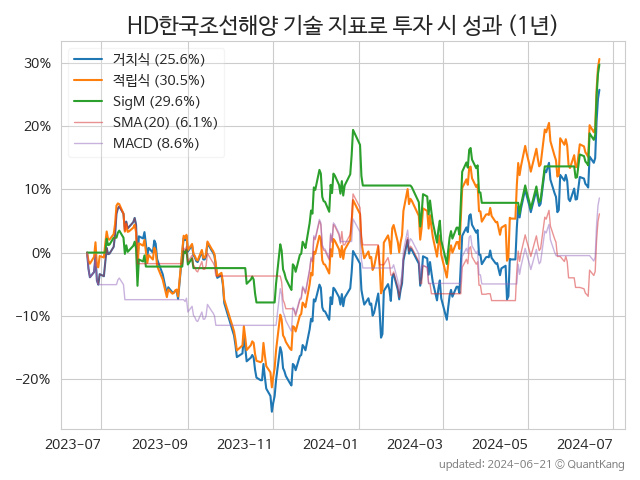 HD한국조선해양 기술 지표로 투자 시 성과 (1년)
거치식 (25.6%)
적립식 (30.5%)
SigM (29.6%)
SMA(20) (6.1%)
MACD (8.6%)
30%
20%
10%
0%
−10%
−20%
2023-07 2023-09 2023-11 2024-01 2024-03 2024-05 2024-07
updated: 2024-06-21 © QuantKang